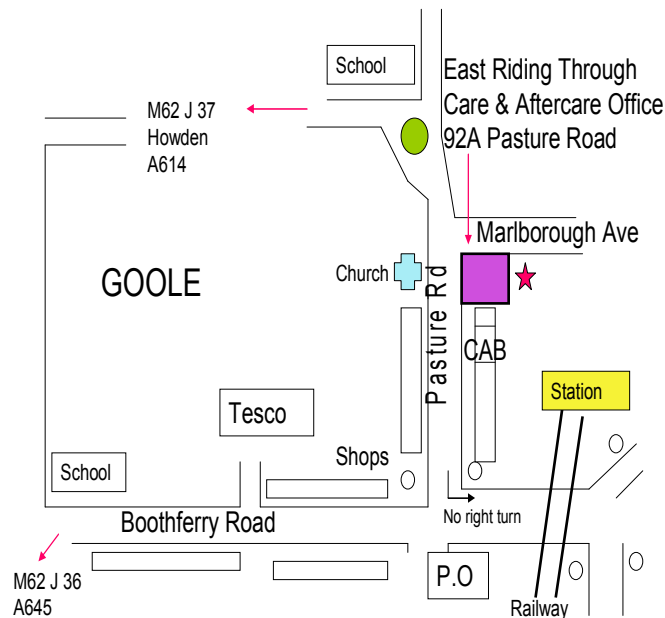 School
East Riding Through
Care & Aftercare Office
92A Pasture Road
M62 J 37
Howden
A614
Marlborough Ave
Church
GOOLE
Pasture Rd
CAB
Station
Tesco
Shops
School
No right turn
Boothferry Road
P.O
M62 J 36
A645
Railway